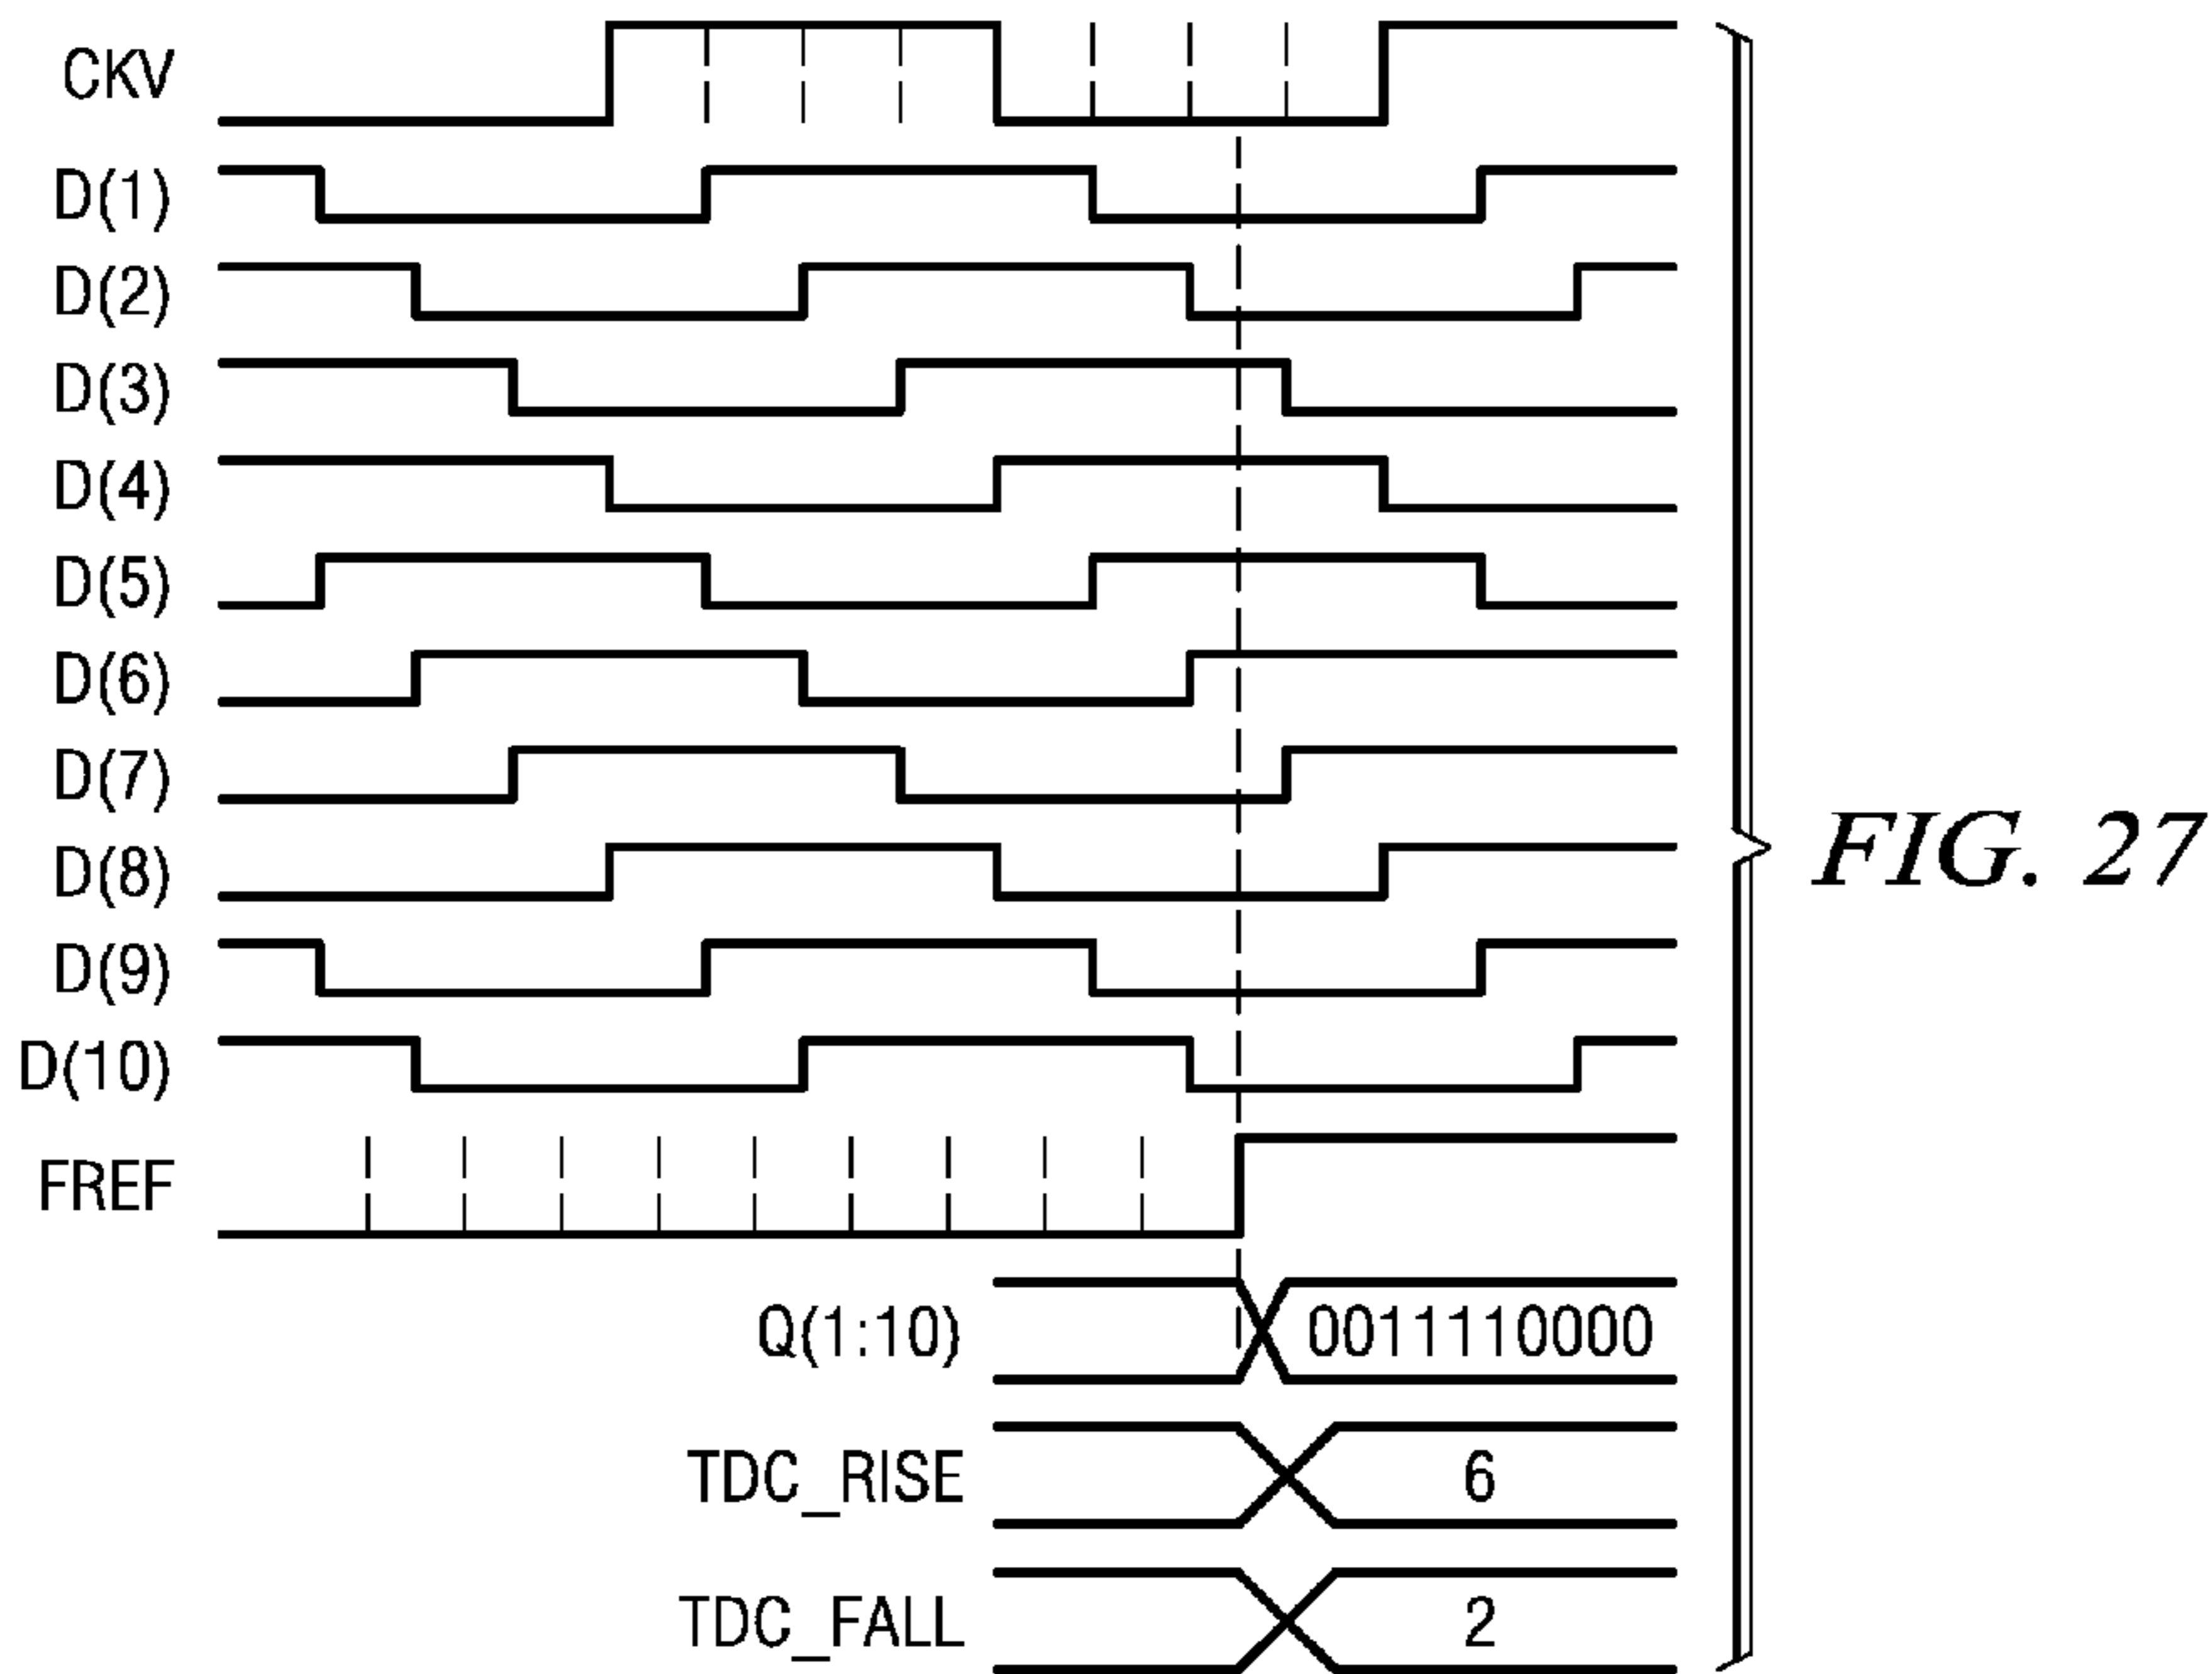 CKV
D(1)
D(2)
D(3)
D(4)
D(5)
D(6)
D(7)
D(8)
D(9)
D(10)
FREF
Q(1:10) 0011110000
TDC_RISE 6
TDC_FALL 2
FIG. 27